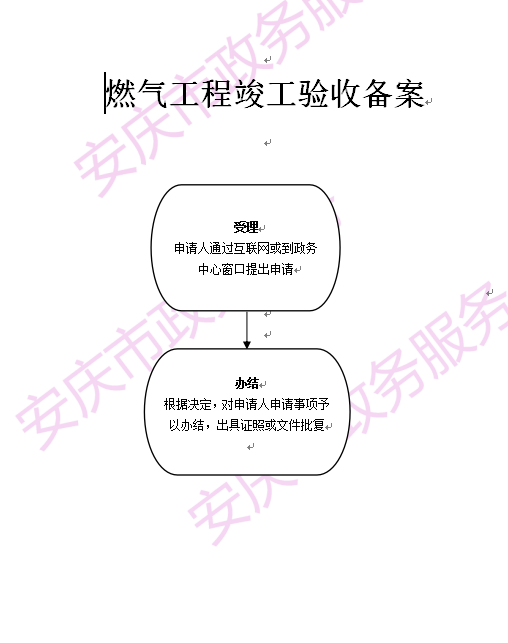 燃气工程竣工验收备案
受理
申请人通过互联网或到政务
中心窗口提出申请
办结
根据决定，对申请人申请事项予
以办结，出具证照或文件批复
安庆市政务服务
安庆市政务服务
安庆市政务服务